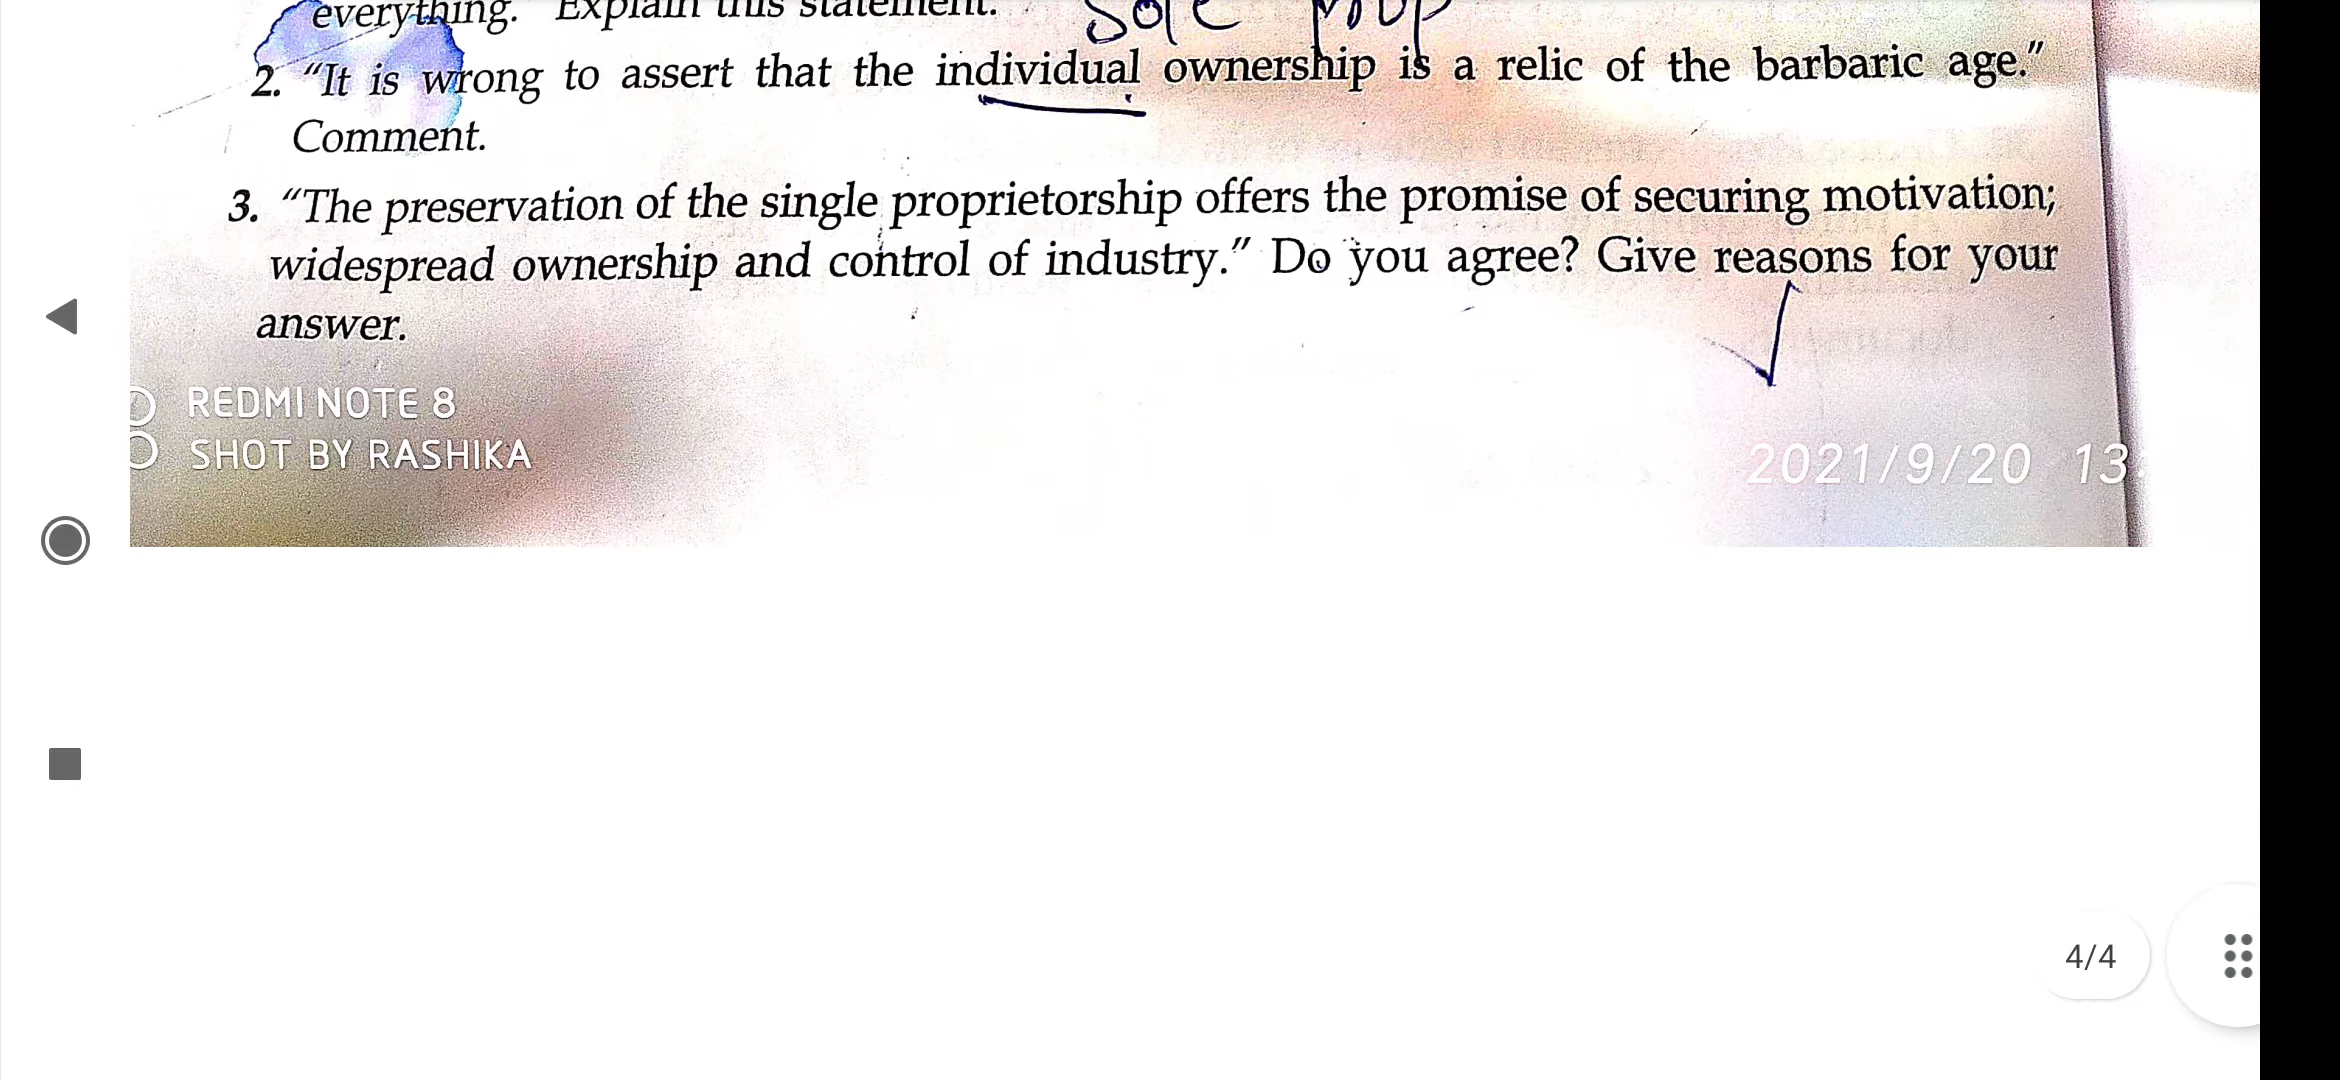 everything. Explain this statement.
Sole prop
2. “It is wrong to assert that the individual ownership is a relic of the barbaric age.”
Comment.
3. “The preservation of the single proprietorship offers the promise of securing motivation;
widespread ownership and control of industry.” Do you agree? Give reasons for your
answer.
REDMI NOTE 8
SHOT BY RASHIKA
2021/9/20 13
4/4